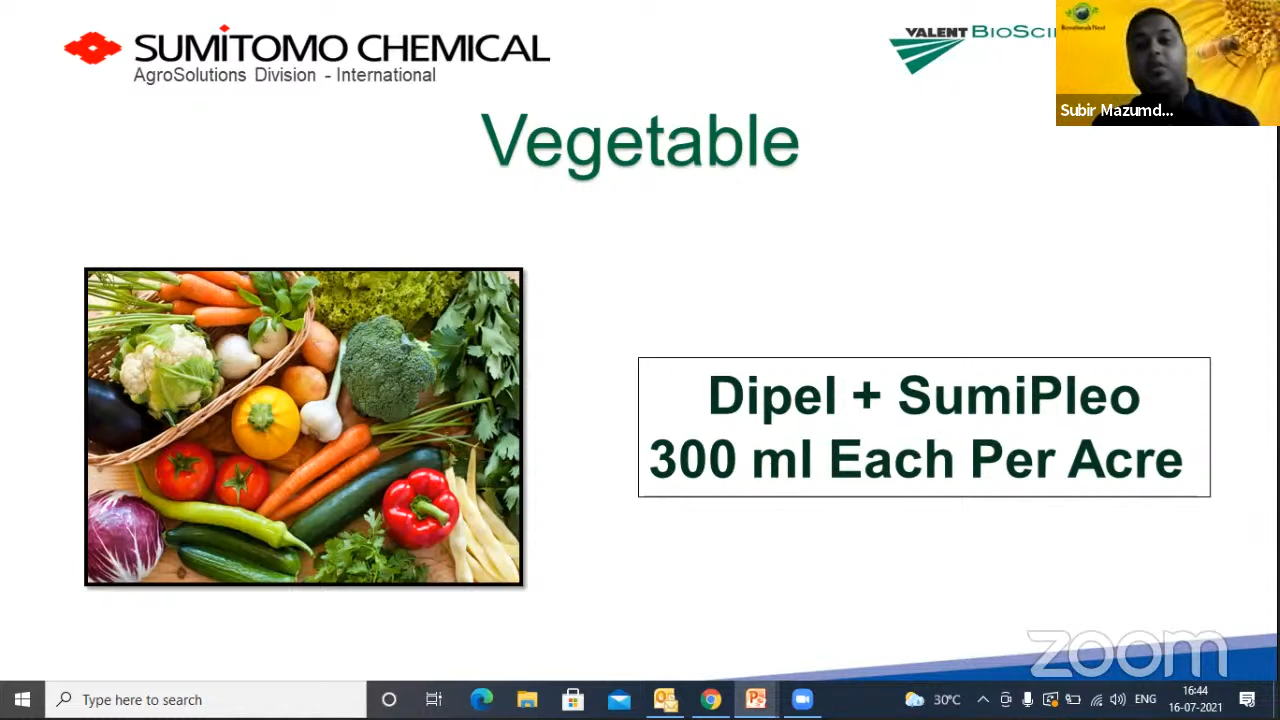 SUMITOMO CHEMICAL
AgroSolutions Division - International
VALENT BIOSCI
Subir Mazumd...
Vegetable
Dipel + SumiPleo
300 ml Each Per Acre
zoom
Type here to search
30°C
ENG
16:44
16-07-2021